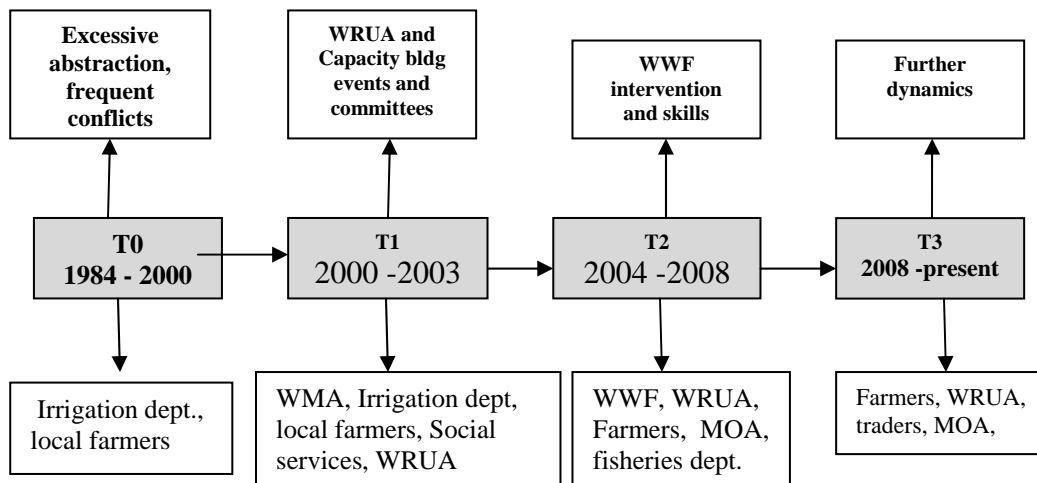 Excessive
abstraction,
frequent
conflicts
WRUA and
Capacity bldg
events and
committees
WWF
intervention
and skills
Further
dynamics
T0
1984 - 2000
T1
2000 -2003
T2
2004 -2008
T3
2008 -present
Irrigation dept.,
local farmers
WMA, Irrigation dept,
local farmers, Social
services, WRUA
WWF, WRUA,
Farmers, MOA,
fisheries dept.
Farmers, WRUA,
traders, MOA,